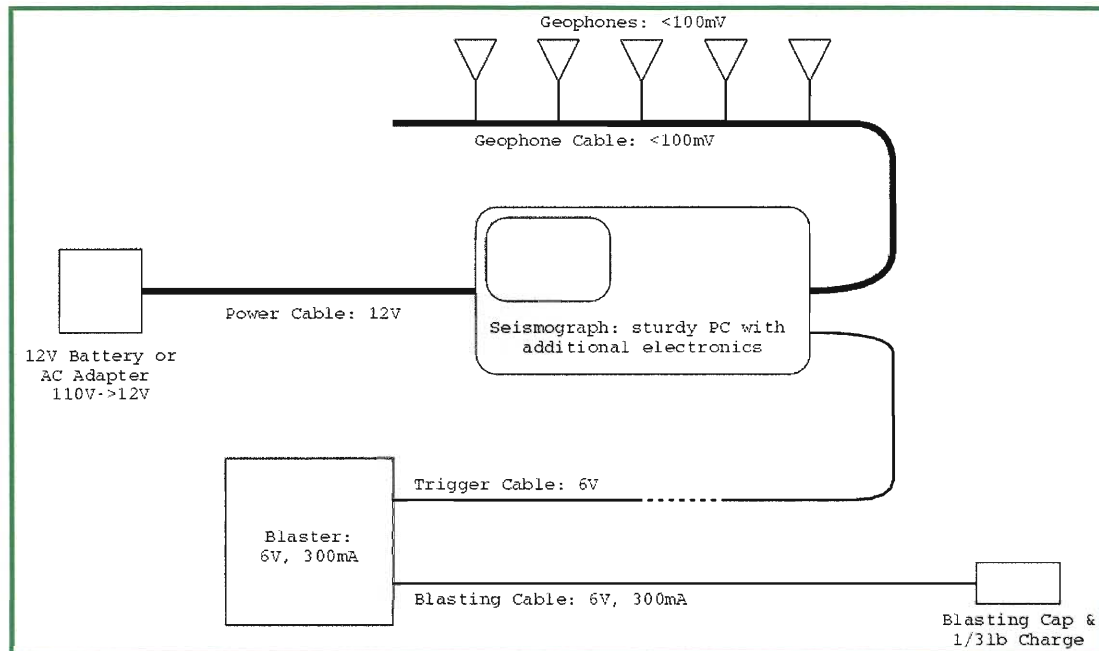 Geophones: <100mV
Geophone Cable: <100mV
Power Cable: 12V
Seismograph: sturdy PC with
additional electronics
12V Battery or
AC Adapter
110V->12V
Trigger Cable: 6V
Blaster:
6V, 300mA
Blasting Cable: 6V, 300mA
Blasting Cap &
1/3lb Charge